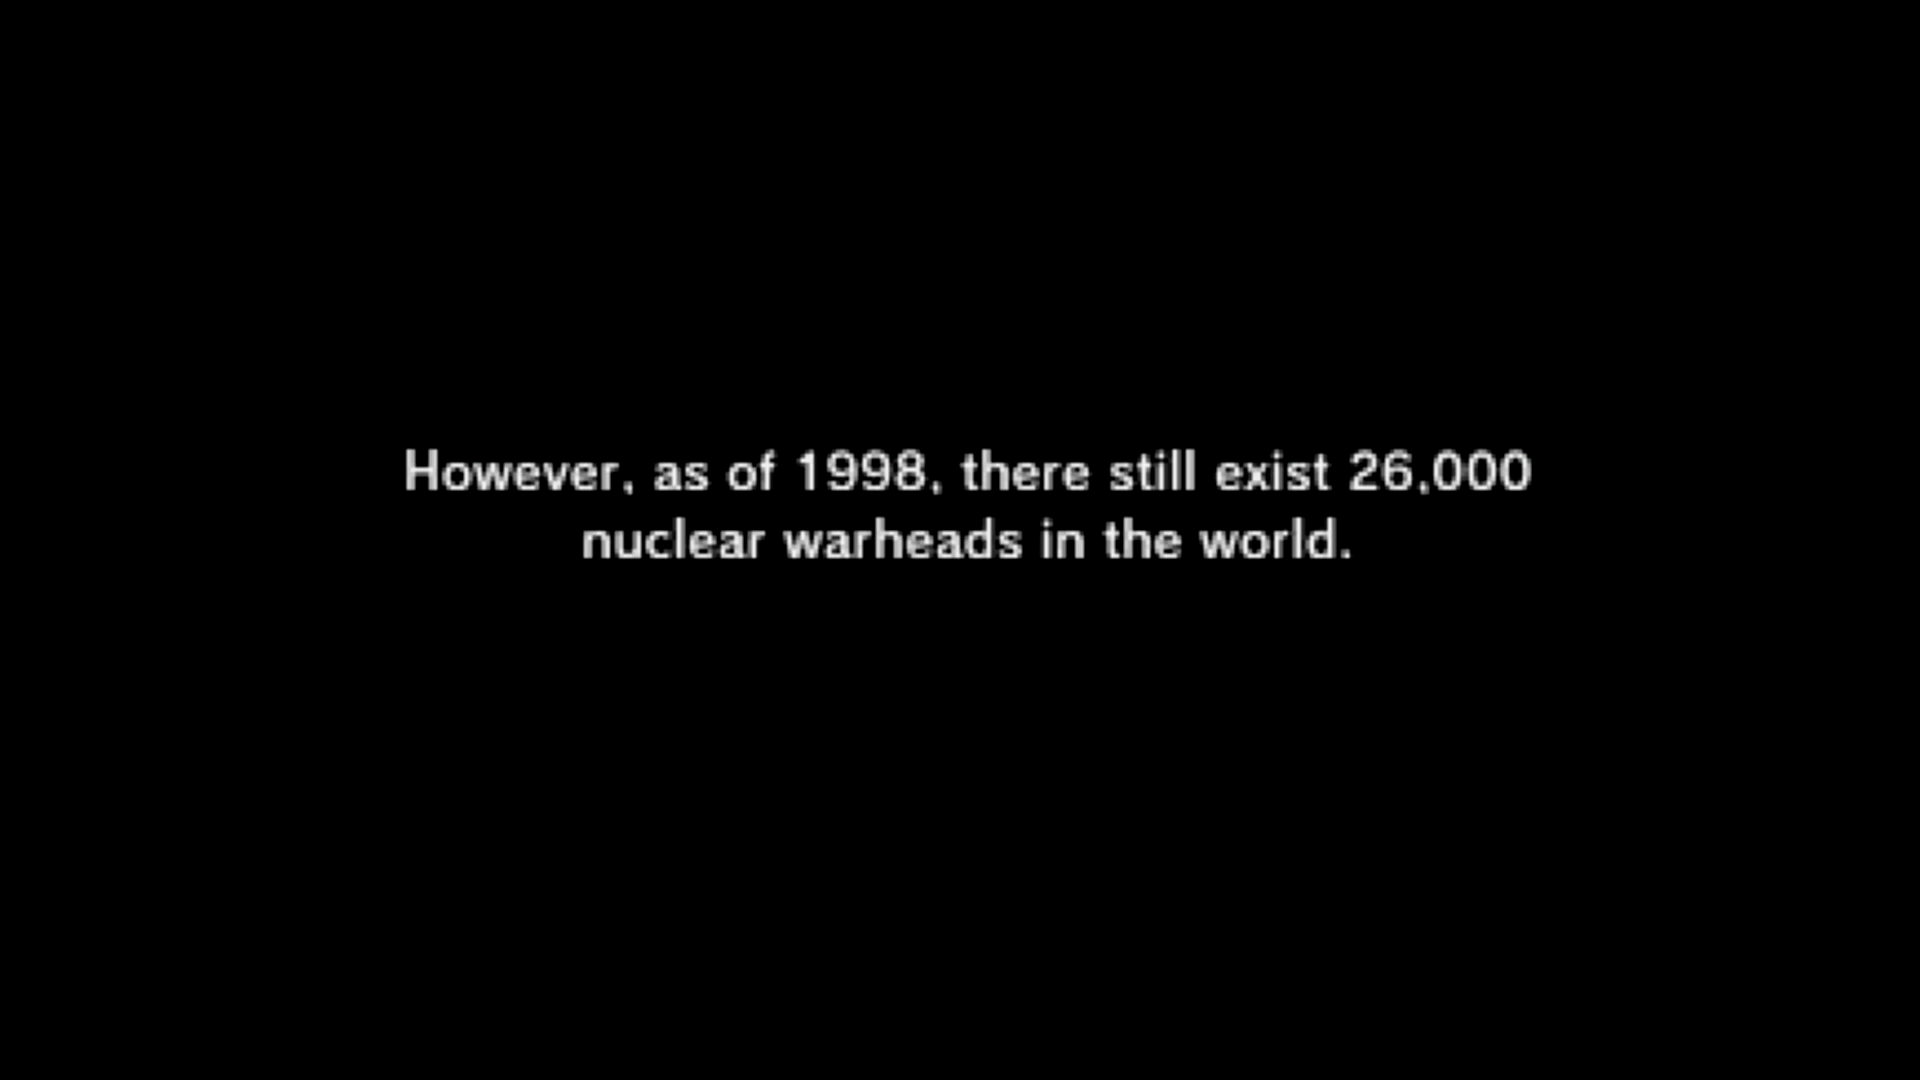 However, as of 1998, there still exist 26,000
nuclear warheads in the world.